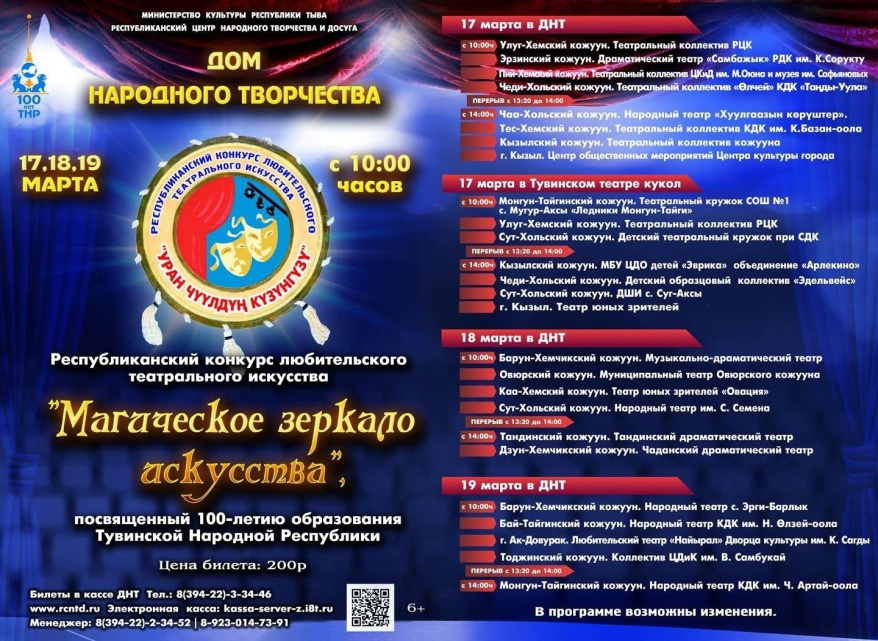 МИНИСТЕРСТВО КУЛЬТУРЫ РЕСПУБЛИКИ ТЫВА
РЕСПУБЛИКАНСКИЙ ЦЕНТР НАРОДНОГО ТВОРЧЕСТВА И ДОСУГА
100
ЛЕТ
ТНР
ДОМ
НАРОДНОГО ТВОРЧЕСТВА
17,18,19
МАРТА
с 10:00
часов
РЕСПУБЛИКАНСКИЙ КОНКУРС ЛЮБИТЕЛЬСКОГО
ТЕАТРАЛЬНОГО ИСКУССТВА
"УРАН ЧҮҮЛДҮҢ КҮЗҮНГҮЗҮ"
Республиканский конкурс любительского
театрального искусства
"Магическое зеркало
искусства",
посвященный 100-летию образования
Тувинской Народной Республики
Цена билета: 200р
Билеты в кассе ДНТ Тел.: 8(394-22)-3-34-46
www.rcntd.ru Электронная касса: kassa-server-z.i8t.ru
Менеджер: 8(394-22)-2-34-52 | 8-923-014-73-91
6+
17 марта в ДНТ
с 10:00ч Улуг-Хемский кожуун. Театральный коллектив РЦК
Эрзинский кожуун. Драматический театр «Самбажык» РДК им. К.Сорукту
Пий-Хемский кожуун. Театральный коллектив ЦКиД им. М.Оюна и музея им. Сафьяновых
Чеди-Хольский кожуун. Театральный коллектив «Өлчей» КДК «Таңды-Уула»
ПЕРЕРЫВ с 13:20 до 14:00
с 14:00ч Чаа-Хольский кожуун. Народный театр «Хуулгаазын көрүштер».
Тес-Хемский кожуун. Театральный коллектив КДК им. К.Базан-оола
Кызылский кожуун. Театральный коллектив кожууна
г. Кызыл. Центр общественных мероприятий Центра культуры города
17 марта в Тувинском театре кукол
с 10:00ч Монгун-Тайгинский кожуун. Театральный кружок СОШ №1
с. Мугур-Аксы «Ледники Монгун-Тайги»
Улуг-Хемский кожуун. Театральный коллектив РЦК
Сут-Хольский кожуун. Детский театральный кружок при СДК
ПЕРЕРЫВ с 13:20 до 14:00
с 14:00ч Кызылский кожуун. МБУ ЦДО детей «Эврика» объединение «Арлекино»
Чеди-Хольский кожуун. Детский образцовый коллектив «Эдельвейс»
Сут-Хольский кожуун. ДШИ с. Суг-Аксы
г. Кызыл. Театр юных зрителей
18 марта в ДНТ
с 10:00ч Барун-Хемчикский кожуун. Музыкально-драматический театр
Овюрский кожуун. Муниципальный театр Овюрского кожууна
Каа-Хемский кожуун. Театр юных зрителей «Овация»
Сут-Хольский кожуун. Народный театр им. С. Семена
ПЕРЕРЫВ с 13:20 до 14:00
с 14:00ч Тандинский кожуун. Тандинский драматический театр
Дзун-Хемчикский кожуун. Чаданский драматический театр
19 марта в ДНТ
с 10:00ч Барун-Хемчикский кожуун. Народный театр с. Эрги-Барлык
Бай-Тайгинский кожуун. Народный театр КДК им. Н. Өлзей-оола
г. Ак-Довурак. Любительский театр «Найырал» Дворца культуры им. К. Сагды
Тоджинский кожуун. Коллектив ЦДиК им. В. Самбукай
ПЕРЕРЫВ с 13:20 до 14:00
с 14:00ч Монгун-Тайгинский кожуун. Народный театр КДК им. Ч. Артай-оола
В программе возможны изменения.